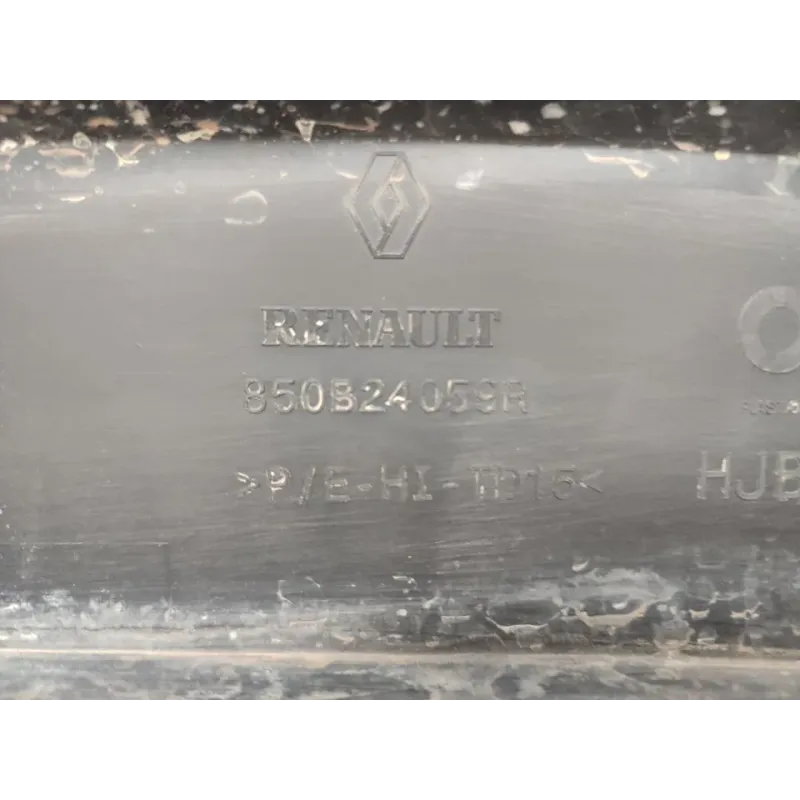 RENAULT
850B24059R
>P/E-HI-TD15<
HJB